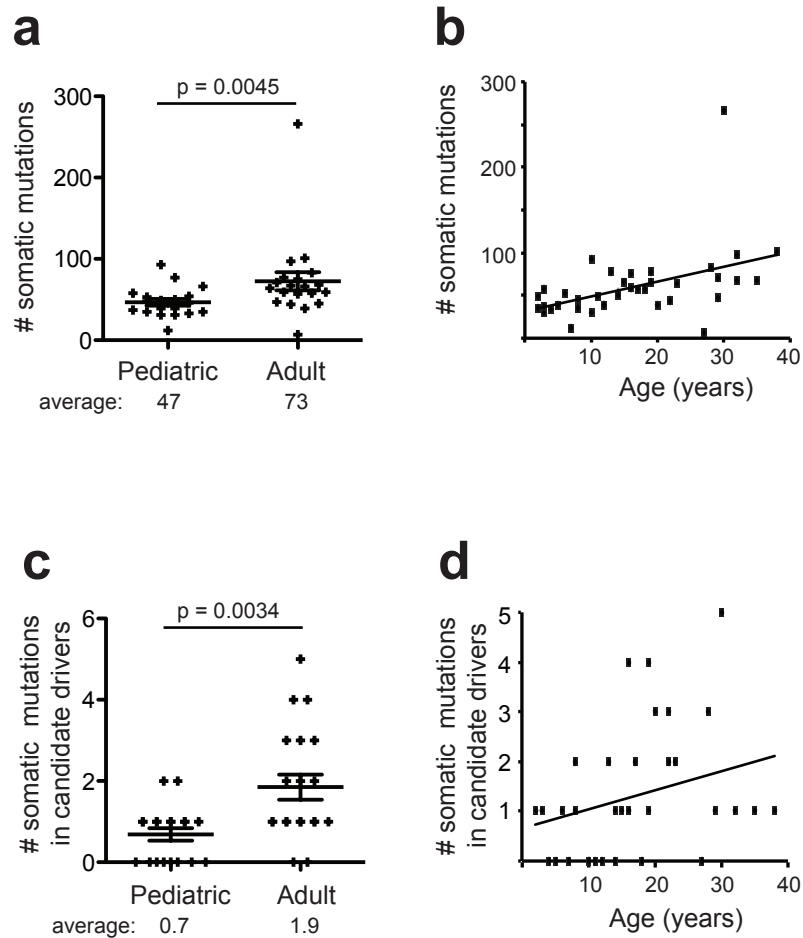 a
# somatic mutations
300
200
100
0
p = 0.0045
Pediatric Adult
average: 47 73
b
# somatic mutations
300
200
100
10 20 30 40
Age (years)
c
# somatic mutations
in candidate drivers
6
4
2
0
p = 0.0034
Pediatric Adult
average: 0.7 1.9
d
# somatic mutations
in candidate drivers
5
4
3
2
1
10 20 30 40
Age (years)